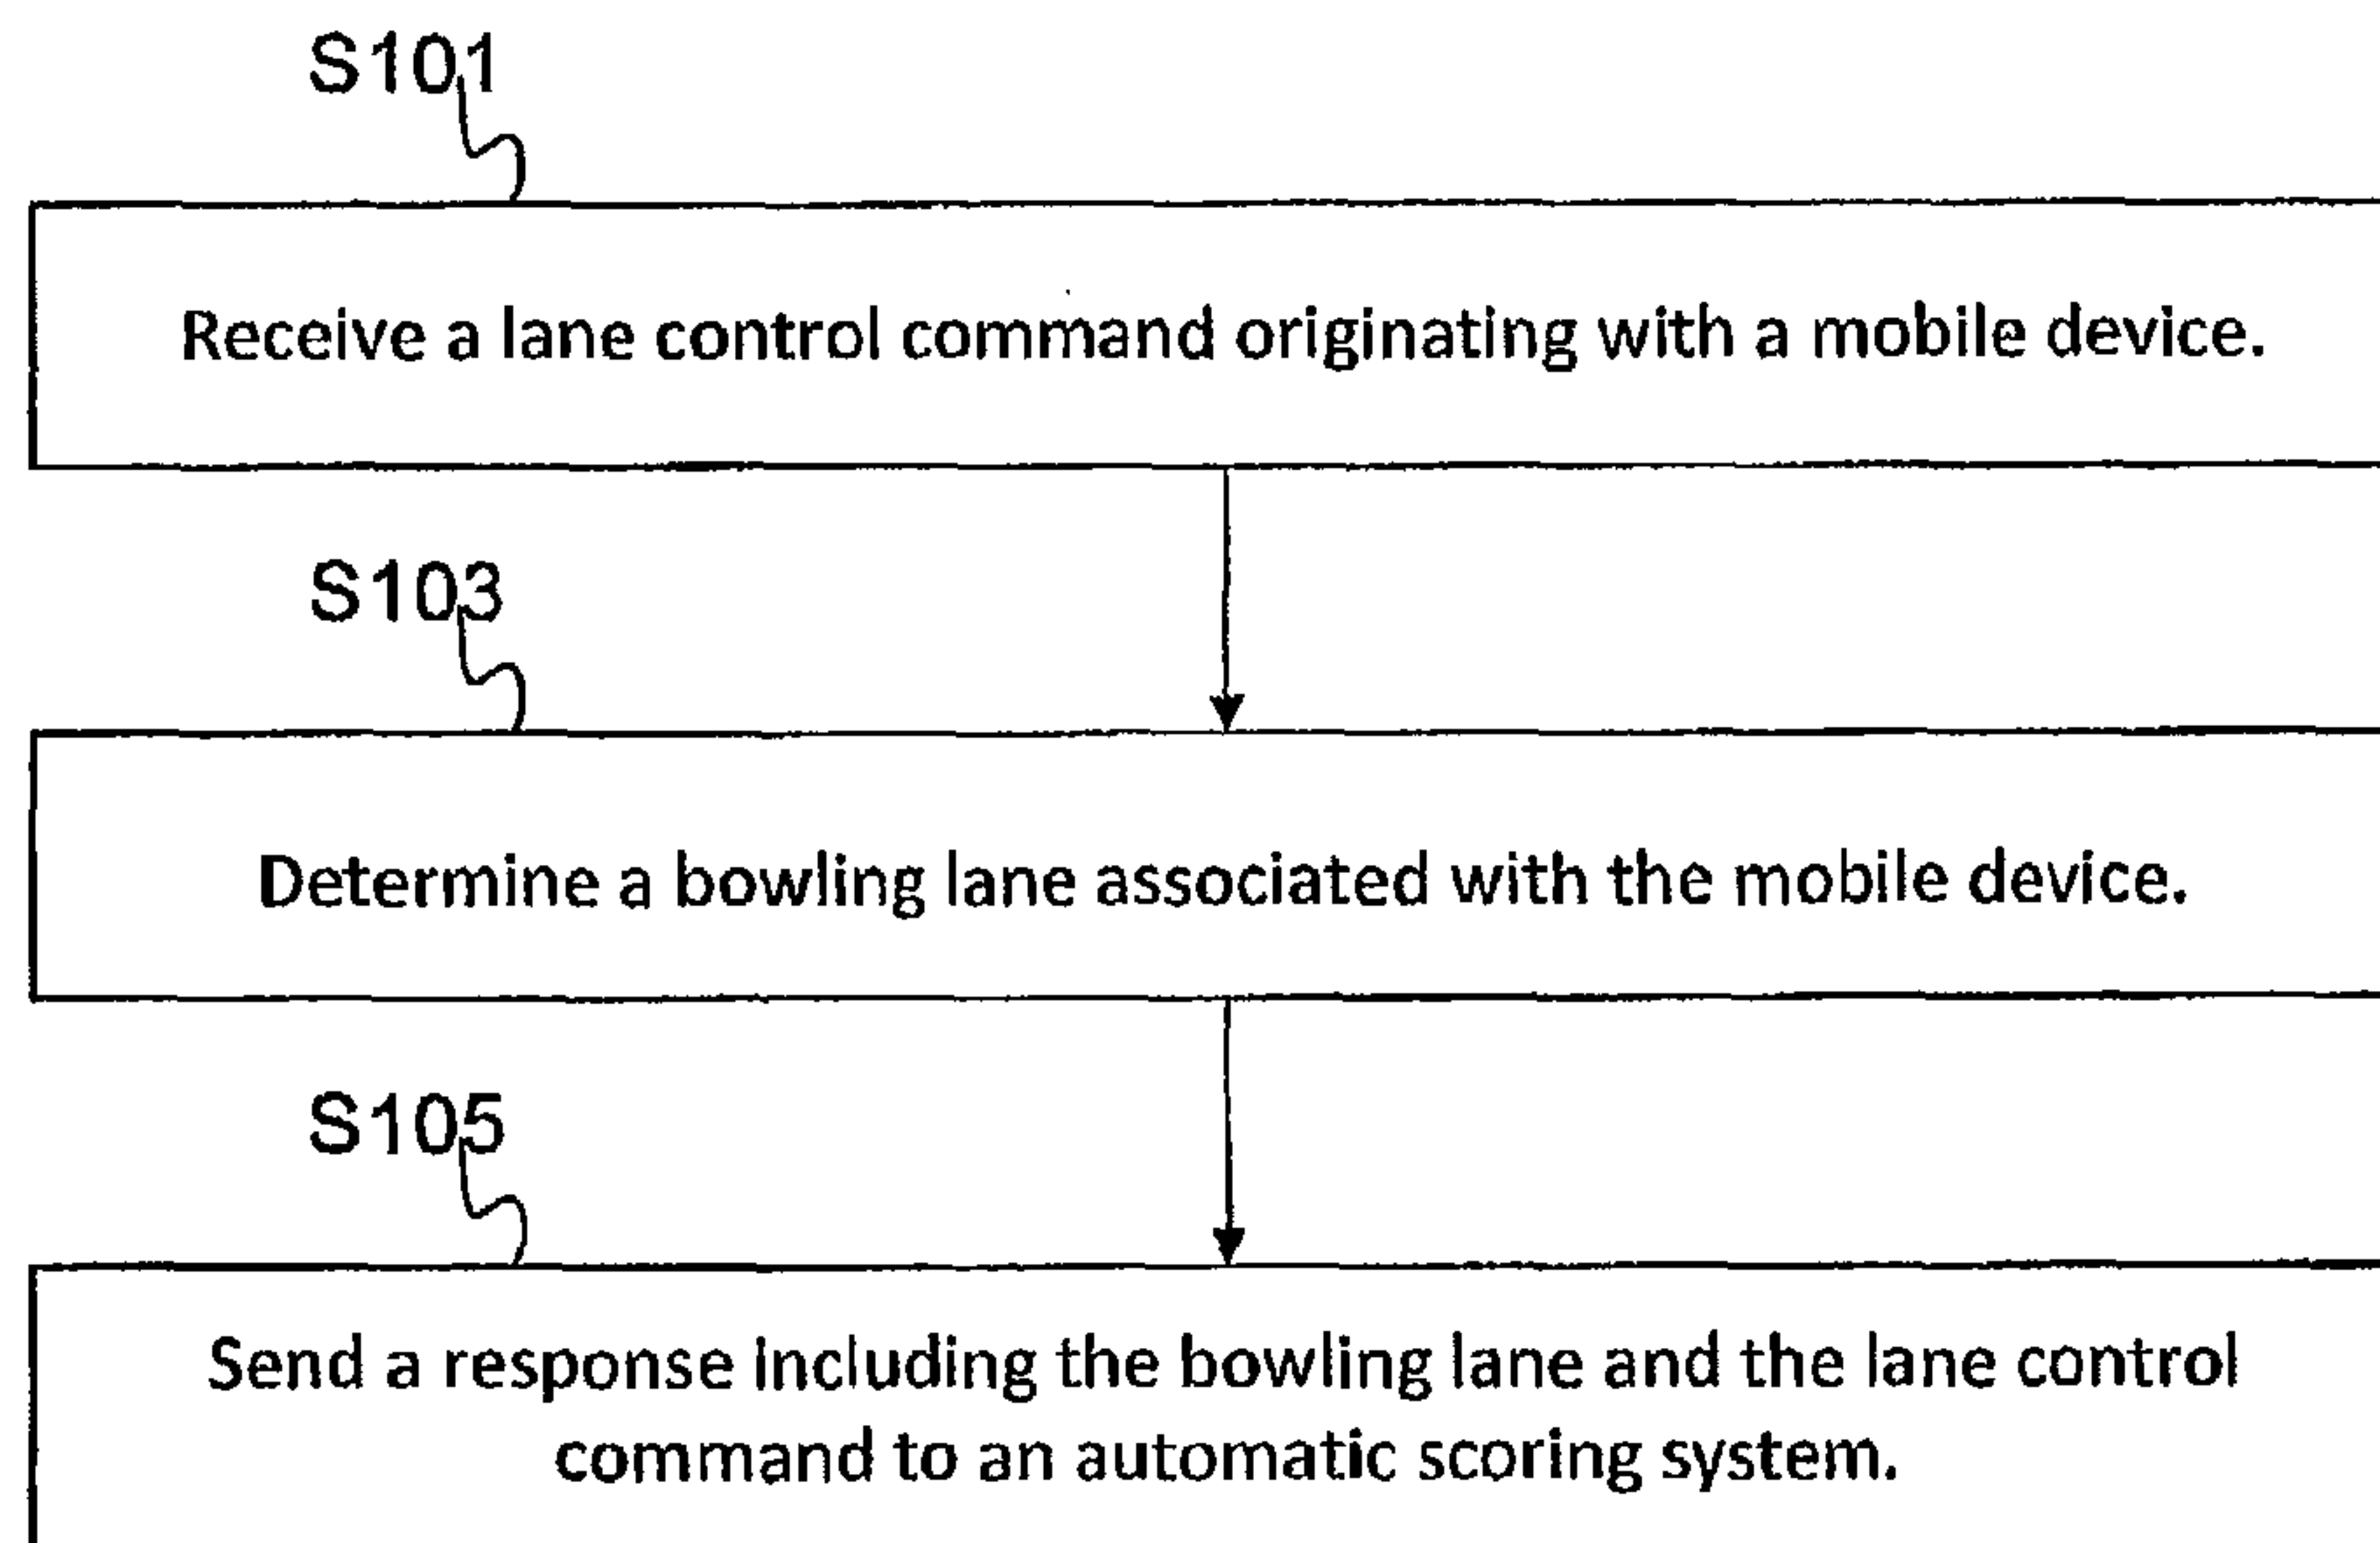 S101
Receive a lane control command originating with a mobile device.
S103
Determine a bowling lane associated with the mobile device.
S105
Send a response including the bowling lane and the lane control
command to an automatic scoring system.